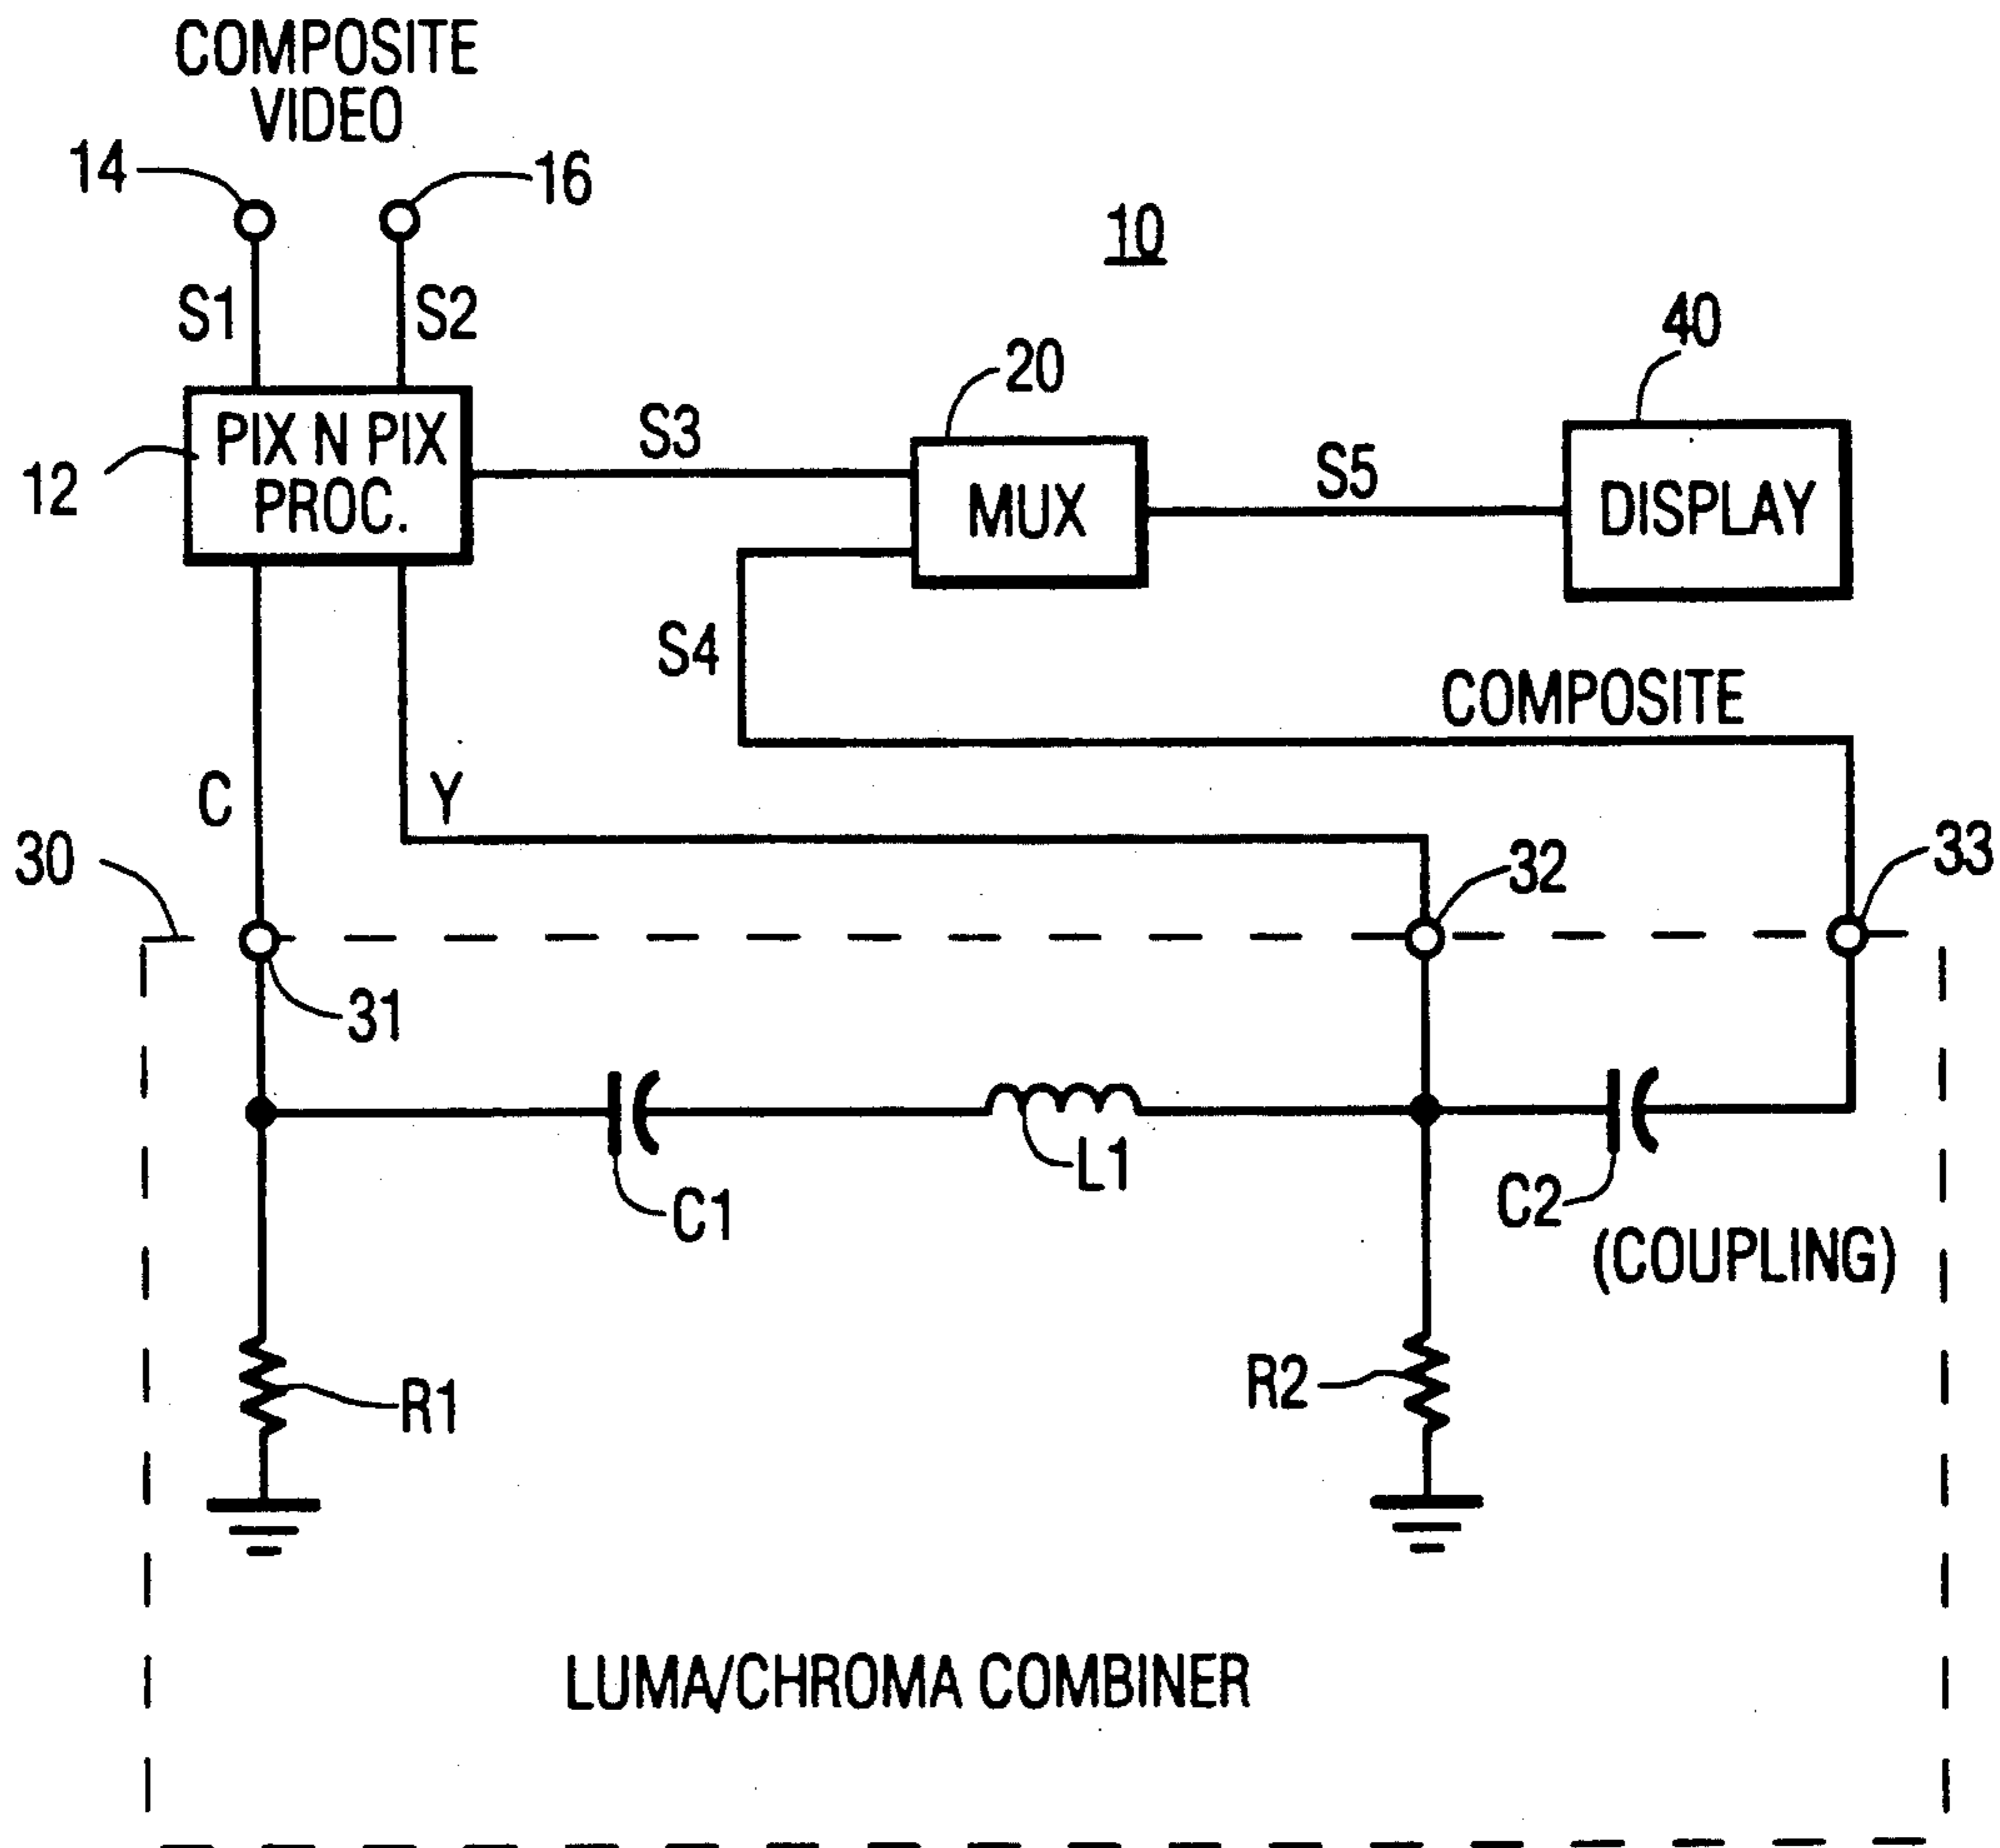 COMPOSITE
VIDEO
14
16
10
S1
S2
40
20
PIX N PIX
PROC.
12
S3
MUX
S5
DISPLAY
S4
COMPOSITE
C
Y
30
32
33
31
L1
C1
C2
(COUPLING)
R1
R2
LUMA/CHROMA COMBINER